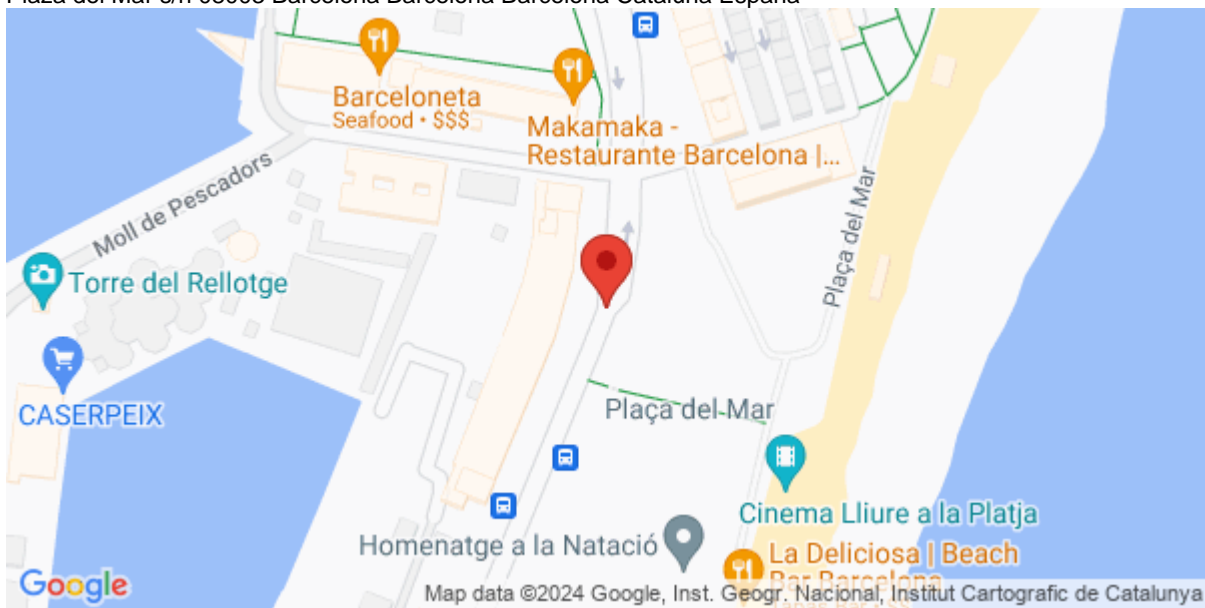 Plaza del Mar s/n 08003 Barcelona Barcelona Barcelona Cataluña España
Barceloneta
Seafood • $$$
Makamaka -
Restaurante Barcelona |...
Moll de Pescadors
Plaça del Mar
Torre del Rellotge
CASERPEIX
Plaça del Mar
Cinema Lliure a la Platja
Homenatge a la Natació
La Deliciosa | Beach
Bar Barcelona
Google
Map data ©2024 Google, Inst. Geogr. Nacional, Institut Cartografic de Catalunya